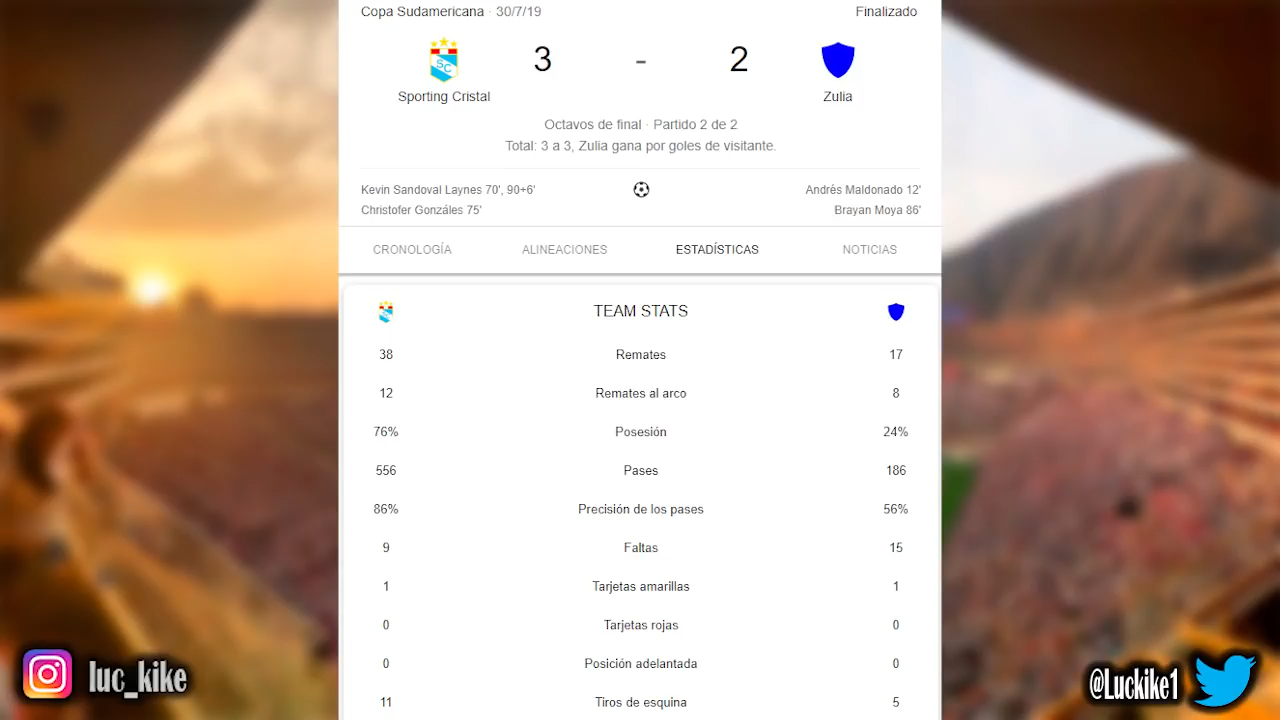 Copa Sudamericana · 30/7/19 Finalizado
3 - 2
SC
Sporting Cristal Zulia
Octavos de final · Partido 2 de 2
Total: 3 a 3, Zulia gana por goles de visitante.
Kevin Sandoval Laynes 70', 90+6' Andrés Maldonado 12'
Christofer Gonzáles 75' Brayan Moya 86'
CRONOLOGÍA ALINEACIONES ESTADÍSTICAS NOTICIAS
TEAM STATS
38 Remates 17
12 Remates al arco 8
76% Posesión 24%
556 Pases 186
86% Precisión de los pases 56%
9 Faltas 15
1 Tarjetas amarillas 1
0 Tarjetas rojas 0
0 Posición adelantada 0
11 Tiros de esquina 5
luc_kike
@Luckike1